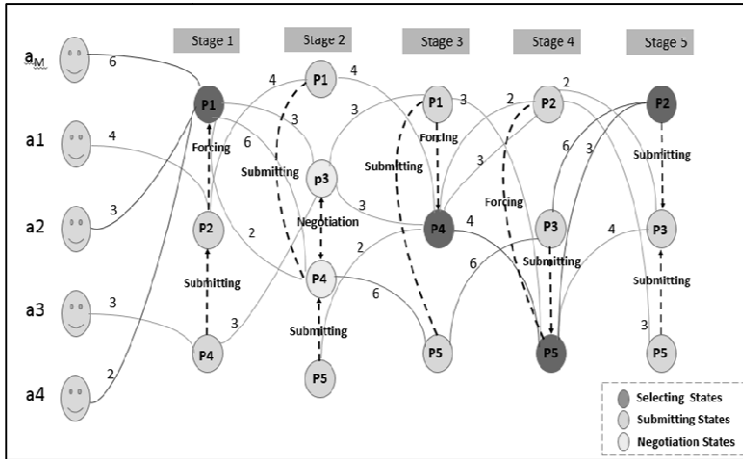 Stage 1 Stage 2 Stage 3 Stage 4 Stage 5
aM
6
P1
4
4
P1
3
2
2
P2
6
3
P2
a1
4
P1
3
Forcing
6
3
Submitting
p3
Submitting
Forcing
3
Forcing
Submitting
a2
3
P2
2
Negotiation
3
P4
4
P3
Submitting
4
P3
Submitting
3
P4
6
2
6
Submitting
a3
3
P4
Submitting
P5
P5
P5
3
P5
a4
2
Selecting States
Submitting States
Negotiation States